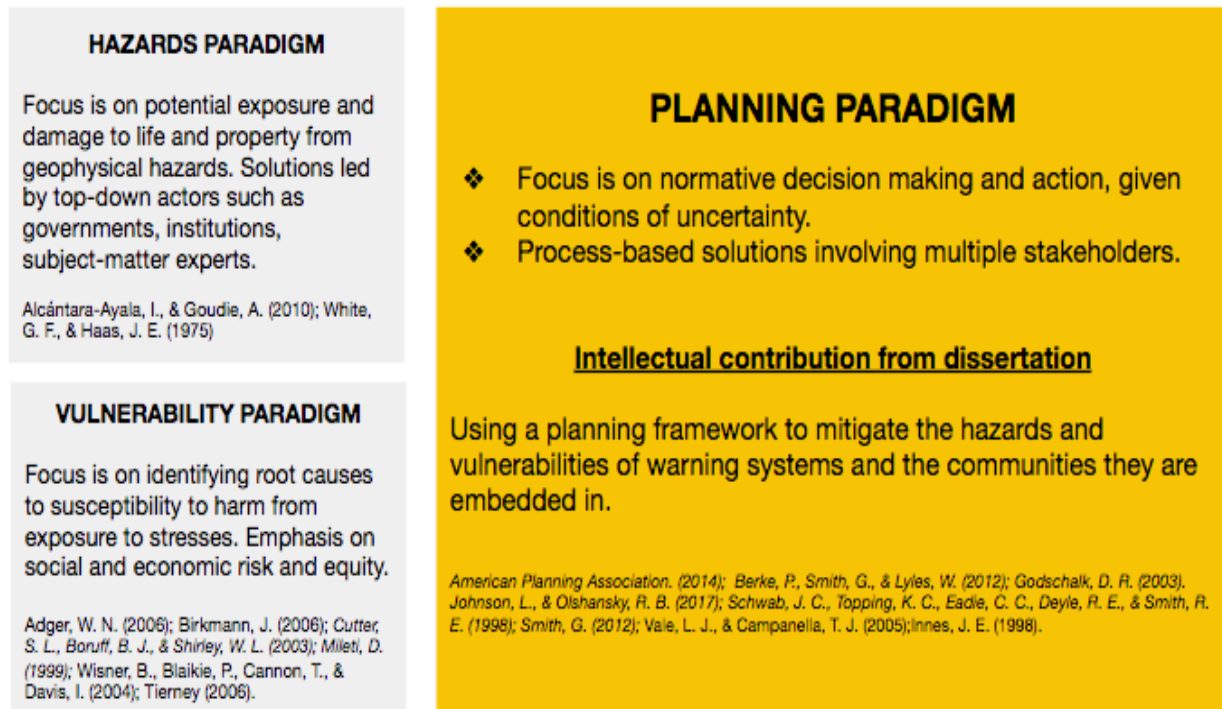 HAZARDS PARADIGM
Focus is on potential exposure and
damage to life and property from
geophysical hazards. Solutions led
by top-down actors such as
governments, institutions,
subject-matter experts.
Alcántara-Ayala, I., & Goudie, A. (2010); White,
G. F., & Haas, J. E. (1975)
VULNERABILITY PARADIGM
Focus is on identifying root causes
to susceptibility to harm from
exposure to stresses. Emphasis on
social and economic risk and equity.
Adger, W. N. (2006); Birkmann, J. (2006); Cutter,
S. L., Boruff, B. J., & Shirley, W. L. (2003); Mileti, D.
(1999); Wisner, B., Blaikie, P., Cannon, T., &
Davis, I. (2004); Tierney (2006).
PLANNING PARADIGM
❖ Focus is on normative decision making and action, given
conditions of uncertainty.
❖ Process-based solutions involving multiple stakeholders.
Intellectual contribution from dissertation
Using a planning framework to mitigate the hazards and
vulnerabilities of warning systems and the communities they are
embedded in.
American Planning Association. (2014); Berke, P., Smith, G., & Lyles, W. (2012); Godschalk, D. R. (2003).
Johnson, L., & Olshansky, R. B. (2017); Schwab, J. C., Topping, K. C., Eadie, C. C., Deyle, R. E., & Smith, R.
E. (1998); Smith, G. (2012); Vale, L. J., & Campanella, T. J. (2005);Innes, J. E. (1998).